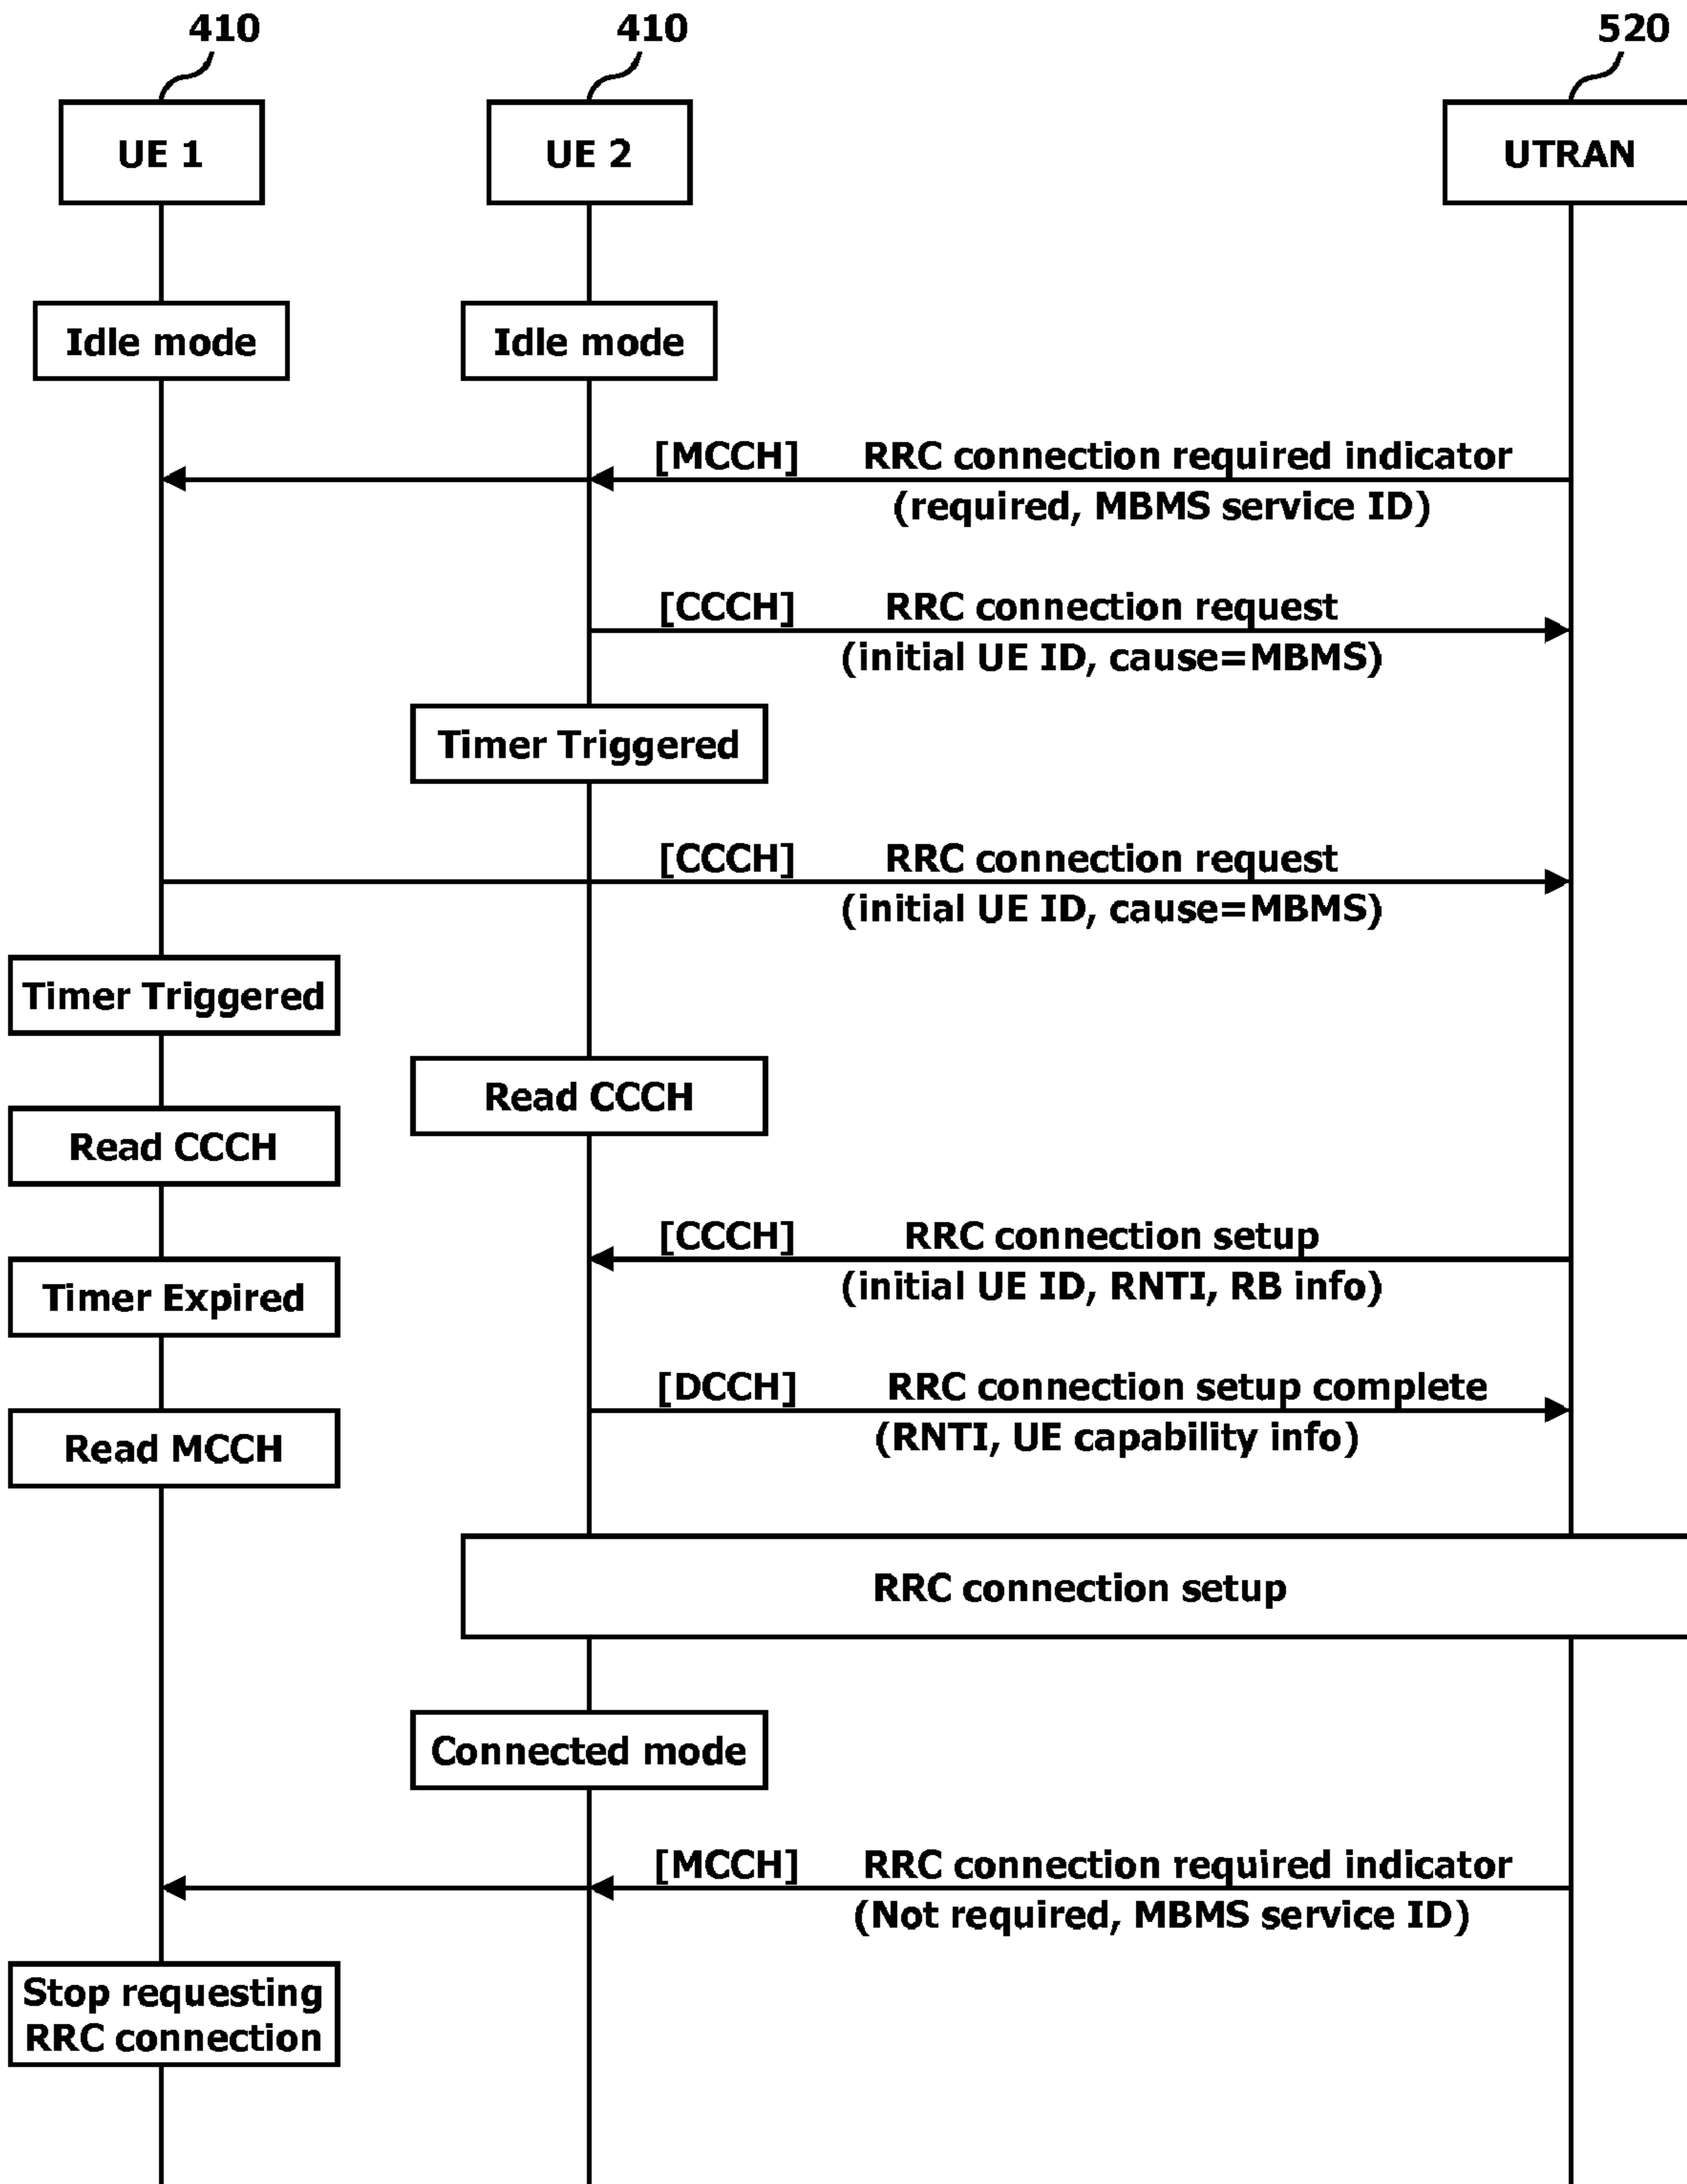 410 410 520
UE 1 UE 2 UTRAN
Idle mode Idle mode
[MCCH] RRC connection required indicator
(required, MBMS service ID)
[CCCH] RRC connection request
(initial UE ID, cause=MBMS)
Timer Triggered
[CCCH] RRC connection request
(initial UE ID, cause=MBMS)
Timer Triggered
Read CCCH
Read CCCH
[CCCH] RRC connection setup
(initial UE ID, RNTI, RB info)
Timer Expired
[DCCH] RRC connection setup complete
(RNTI, UE capability info)
Read MCCH
RRC connection setup
Connected mode
[MCCH] RRC connection required indicator
(Not required, MBMS service ID)
Stop requesting
RRC connection